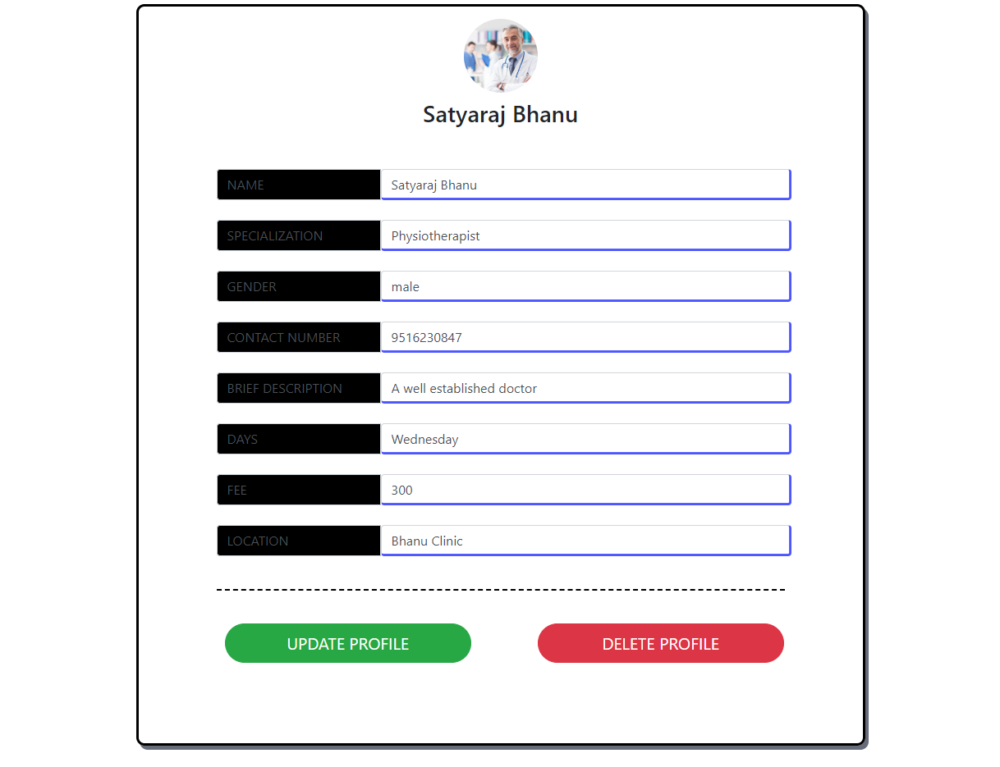 Satyaraj Bhanu
NAME Satyaraj Bhanu
SPECIALIZATION Physiotherapist
GENDER male
CONTACT NUMBER 9516230847
BRIEF DESCRIPTION A well established doctor
DAYS Wednesday
FEE 300
LOCATION Bhanu Clinic
UPDATE PROFILE DELETE PROFILE